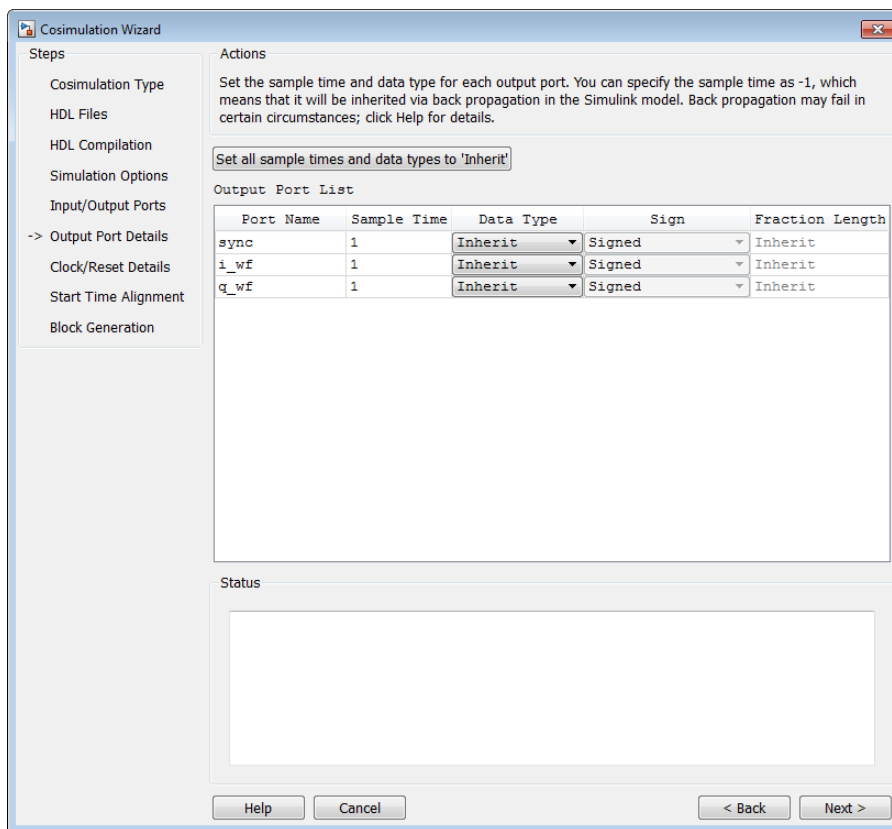 Cosimulation Wizard
Steps
Cosimulation Type
HDL Files
HDL Compilation
Simulation Options
Input/Output Ports
-> Output Port Details
Clock/Reset Details
Start Time Alignment
Block Generation
Actions
Set the sample time and data type for each output port. You can specify the sample time as -1, which
means that it will be inherited via back propagation in the Simulink model. Back propagation may fail in
certain circumstances; click Help for details.
Set all sample times and data types to 'Inherit'
Output Port List
Port Name Sample Time Data Type Sign Fraction Length
sync 1 Inherit Signed Inherit
i_wf 1 Inherit Signed Inherit
q_wf 1 Inherit Signed Inherit
Status
Help Cancel < Back Next >